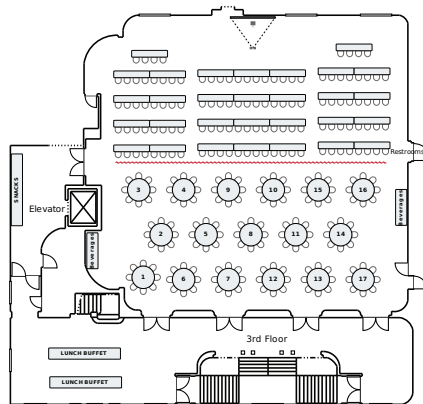 Restrooms
SNACKS
3 4 9 10 15 16
Elevator
Beverages
2 5 8 11 14
Beverages
1 6 7 12 13 17
3rd Floor
LUNCH BUFFET
LUNCH BUFFET